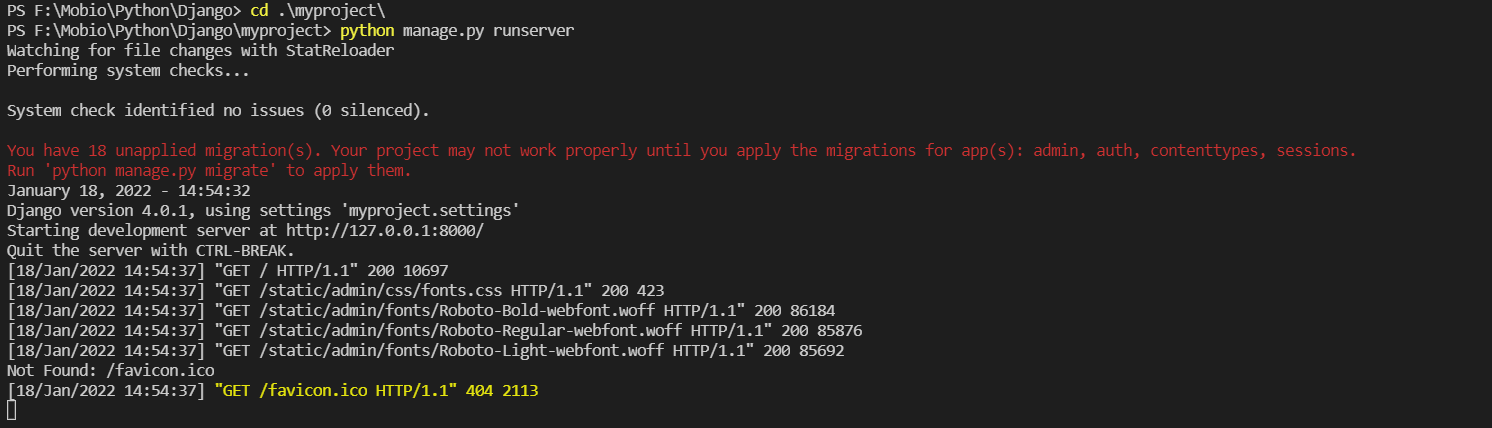 PS F:\Mobio\Python\Django> cd .\myproject\
PS F:\Mobio\Python\Django\myproject> python manage.py runserver
Watching for file changes with StatReloader
Performing system checks...
System check identified no issues (0 silenced).
You have 18 unapplied migration(s). Your project may not work properly until you apply the migrations for app(s): admin, auth, contenttypes, sessions.
Run 'python manage.py migrate' to apply them.
January 18, 2022 - 14:54:32
Django version 4.0.1, using settings 'myproject.settings'
Starting development server at http://127.0.0.1:8000/
Quit the server with CTRL-BREAK.
[18/Jan/2022 14:54:37] "GET / HTTP/1.1" 200 10697
[18/Jan/2022 14:54:37] "GET /static/admin/css/fonts.css HTTP/1.1" 200 423
[18/Jan/2022 14:54:37] "GET /static/admin/fonts/Roboto-Bold-webfont.woff HTTP/1.1" 200 86184
[18/Jan/2022 14:54:37] "GET /static/admin/fonts/Roboto-Regular-webfont.woff HTTP/1.1" 200 85876
[18/Jan/2022 14:54:37] "GET /static/admin/fonts/Roboto-Light-webfont.woff HTTP/1.1" 200 85692
Not Found: /favicon.ico
[18/Jan/2022 14:54:37] "GET /favicon.ico HTTP/1.1" 404 2113